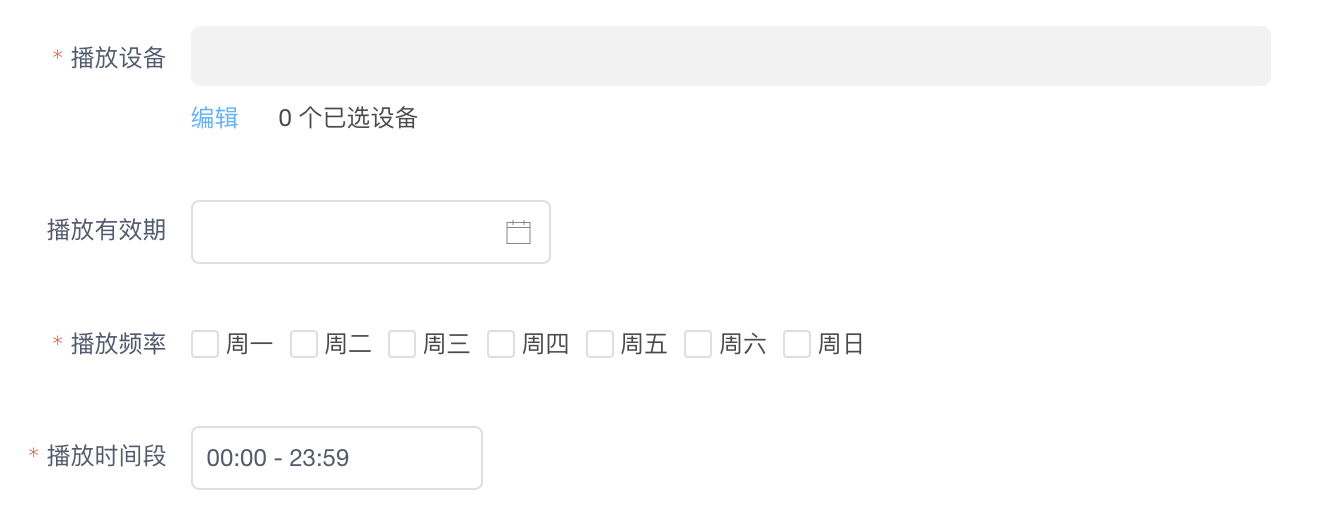 * 播放设备
编辑 0 个已选设备
播放有效期
* 播放频率 周一 周二 周三 周四 周五 周六 周日
* 播放时间段 00:00 - 23:59